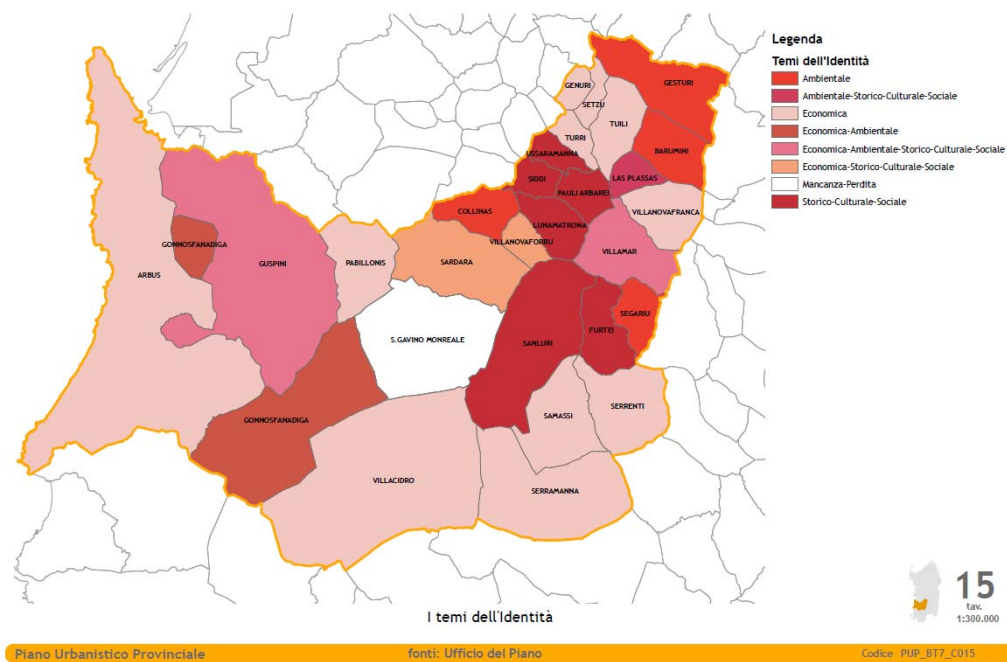 Legenda
Temi dell'Identità
Ambientale
Ambientale-Storico-Culturale-Sociale
Economica
Economica-Ambientale
Economica-Ambientale-Storico-Culturale-Sociale
Economica-Storico-Culturale-Sociale
Mancanza-Perdita
Storico-Culturale-Sociale
GESTURI
GENURI
SETZU
TUILI
TURRI
BARUMINI
USSARAMANNA
SIDDI
PAULI ARBAREI
LAS PLASSAS
COLLINAS
LUNAMATRONA
VILLANOVAFRANCA
GONNOSFANADIGA
VILLANOVAFORRU
VILLAMAR
ARBUS
GUSPINI
PABILLONIS
SARDARA
SEGARIU
FURTEI
S.GAVINO MONREALE
SANLURI
GONNOSFANADIGA
SAMASSI
SERRENTI
VILLACIDRO
SERRAMANNA
15
tav.
1:300.000
I temi dell'Identità
Piano Urbanistico Provinciale
fonti: Ufficio del Piano
Codice PUP_BT7_C015